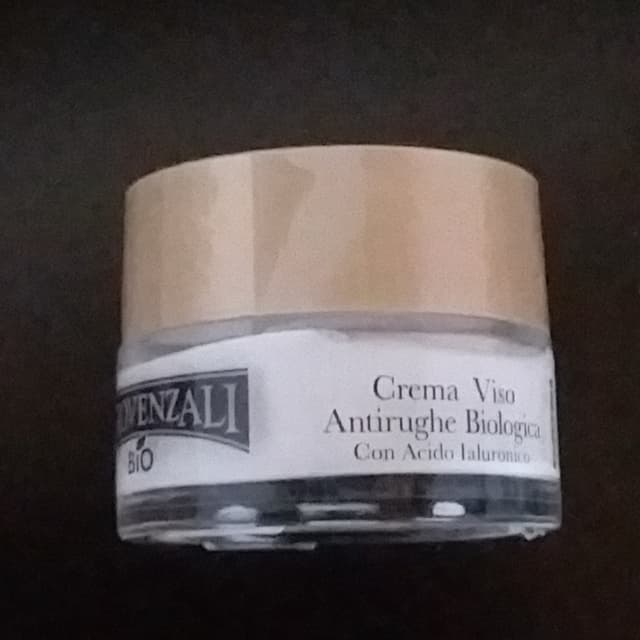 BIO
Crema Viso
Antirughe Biologica
Con Acido Ialuronico